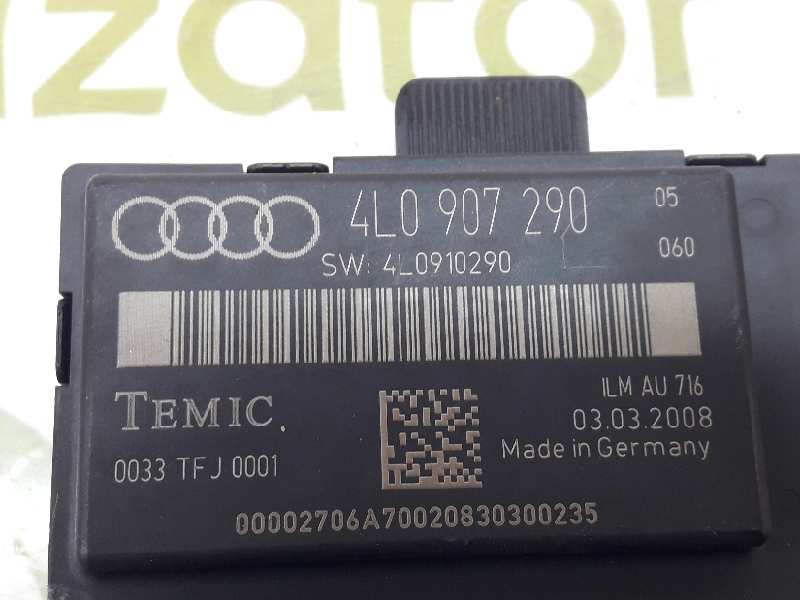 izator
4L0 907 290
05
SW: 4L0910290
060
TEMIC.
ILM AU 716
03.03.2008
0033 TFJ 0001
Made in Germany
00002706A70020830300235